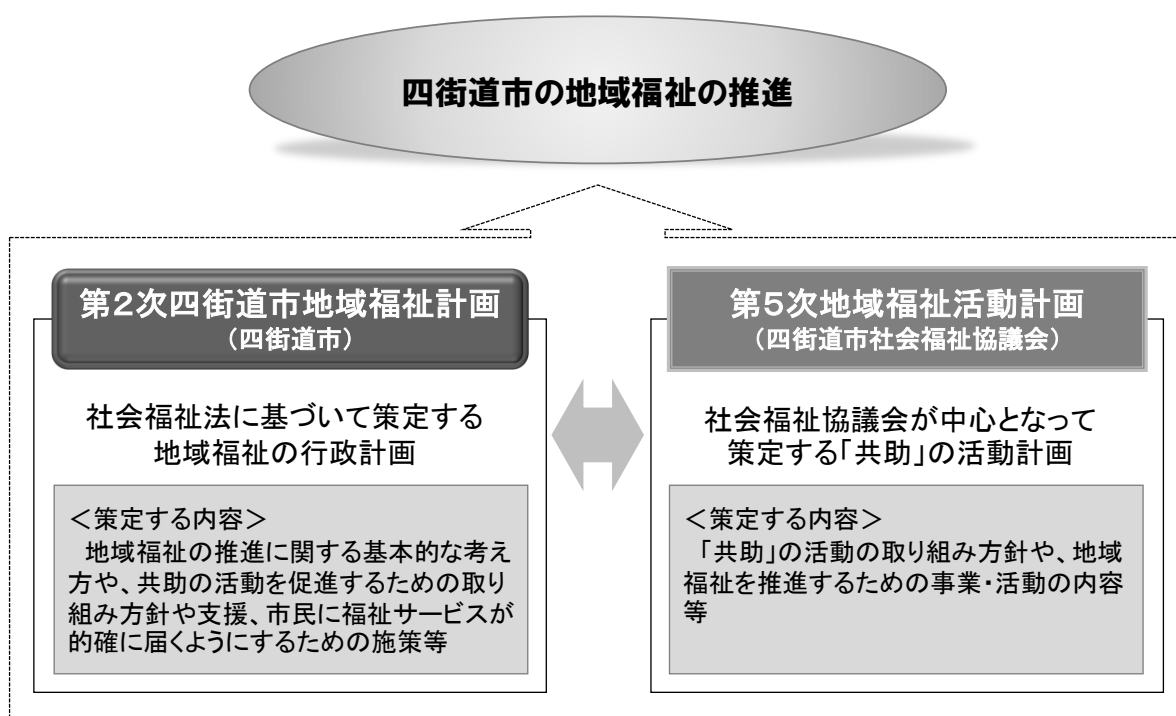 四街道市の地域福祉の推進
第2次四街道市地域福祉計画
（四街道市）
社会福祉法に基づいて策定する
地域福祉の行政計画
＜策定する内容＞
地域福祉の推進に関する基本的な考え
方や、共助の活動を促進するための取り
組み方針や支援、市民に福祉サービスが
的確に届くようにするための施策等
第5次地域福祉活動計画
（四街道市社会福祉協議会）
社会福祉協議会が中心となって
策定する「共助」の活動計画
＜策定する内容＞
「共助」の活動の取り組み方針や、地域
福祉を推進するための事業・活動の内容
等